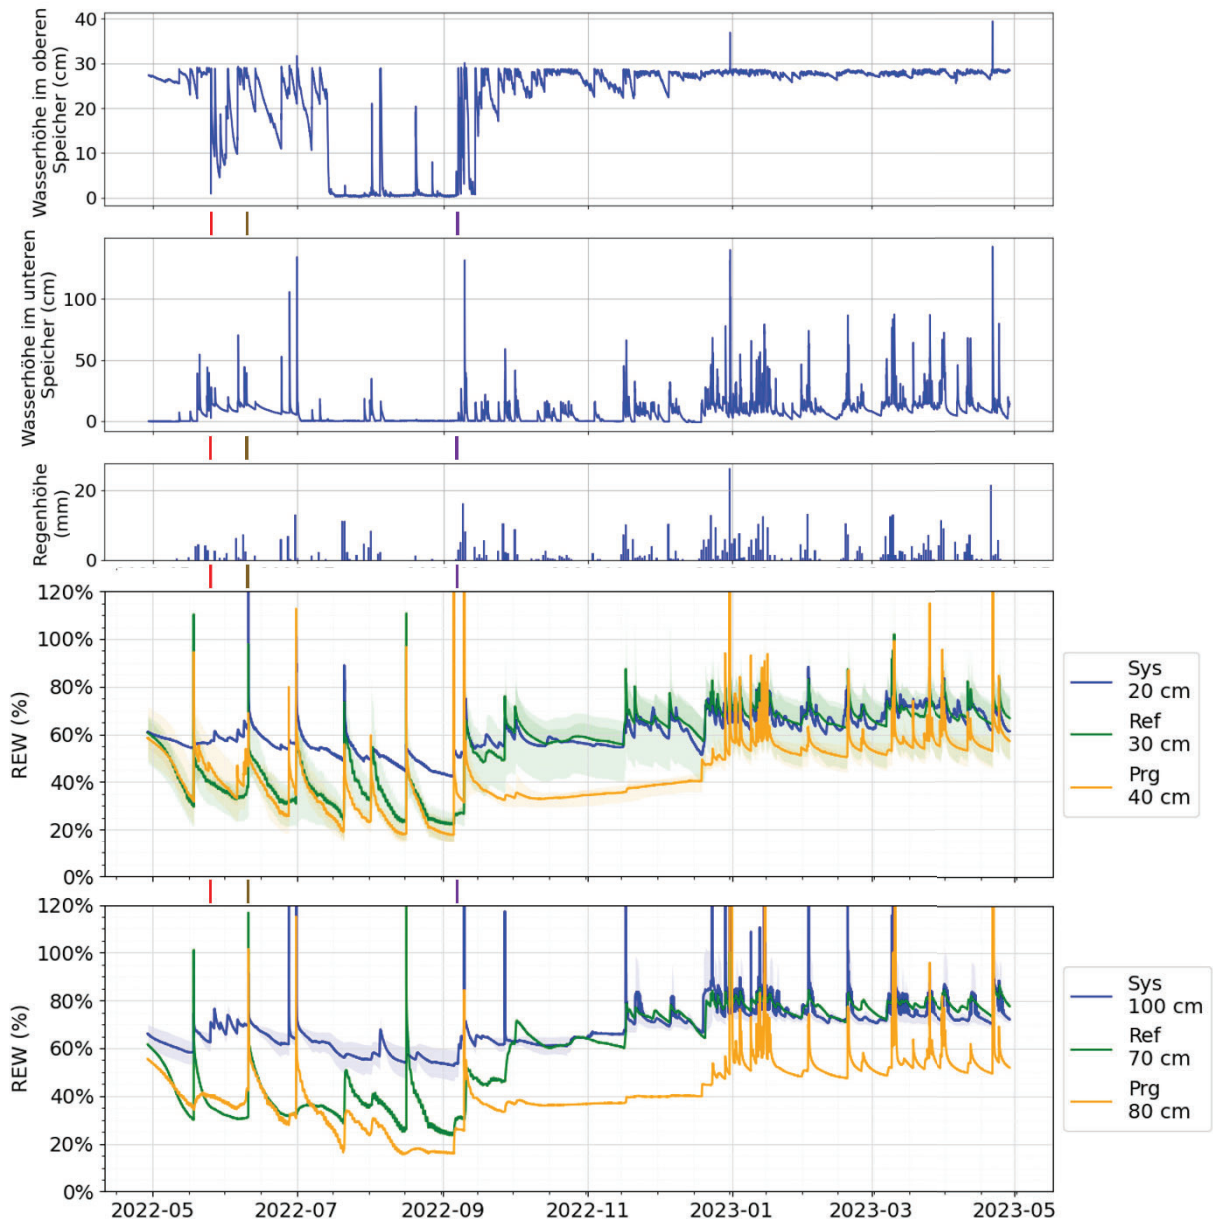 Wasserhöhe im oberen
Speicher (cm)
40
30
20
10
0
Wasserhöhe im unteren
Speicher (cm)
100
50
0
Regenhöhe
(mm)
20
0
REW (%)
120%
100%
80%
60%
40%
20%
0%
Sys
20 cm
Ref
30 cm
Prg
40 cm
REW (%)
120%
100%
80%
60%
40%
20%
0%
Sys
100 cm
Ref
70 cm
Prg
80 cm
2022-05
2022-07
2022-09
2022-11
2023-01
2023-03
2023-05